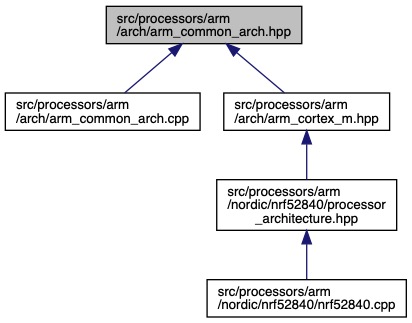 src/processors/arm
/arch/arm_common_arch.hpp
src/processors/arm
/arch/arm_common_arch.cpp
src/processors/arm
/arch/arm_cortex_m.hpp
src/processors/arm
/nordic/nrf52840/processor
_architecture.hpp
src/processors/arm
/nordic/nrf52840/nrf52840.cpp